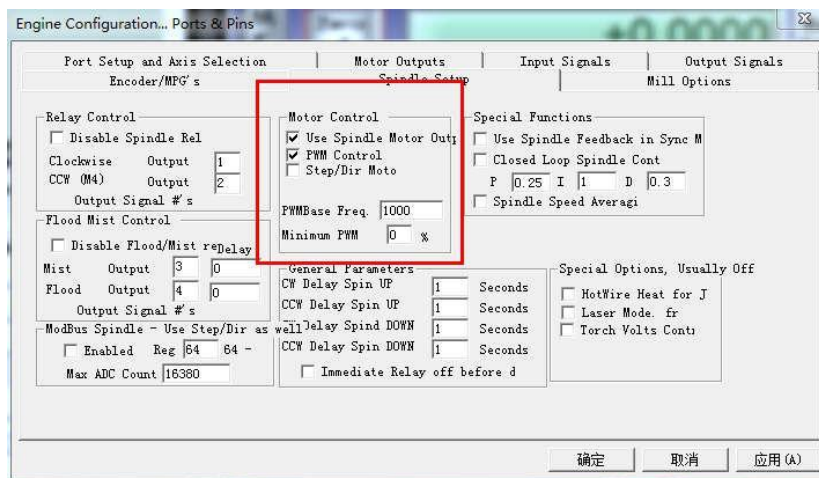 Engine Configuration... Ports & Pins
+0.0000
Port Setup and Axis Selection
Motor Outputs
Input Signals
Output Signals
Encoder/MPG's
Spindle Setup
Mill Options
Relay Control
Disable Spindle Rel
Clockwise Output 1
CCW (M4) Output 2
Output Signal #'s
Flood Mist Control
Disable Flood/Mist re Delay
Mist Output 3 0
Flood Output 4 0
Output Signal #'s
ModBus Spindle - Use Step/Dir as well
Enabled Reg 64 64 -
Max ADC Count 16380
Motor Control
Use Spindle Motor Outp
PWM Control
Step/Dir Moto
PWMBase Freq. 1000
Minimum PWM 0 %
General Parameters
CW Delay Spin UP 1 Seconds
CCW Delay Spin UP 1 Seconds
Delay Spind DOWN 1 Seconds
CCW Delay Spin DOWN 1 Seconds
Immediate Relay off before d
Special Functions
Use Spindle Feedback in Sync M
Closed Loop Spindle Cont
P 0.25 I 1 D 0.3
Spindle Speed Averagi
Special Options, Usually Off
HotWire Heat for J
Laser Mode. fr
Torch Volts Cont
确定
取消
应用(A)